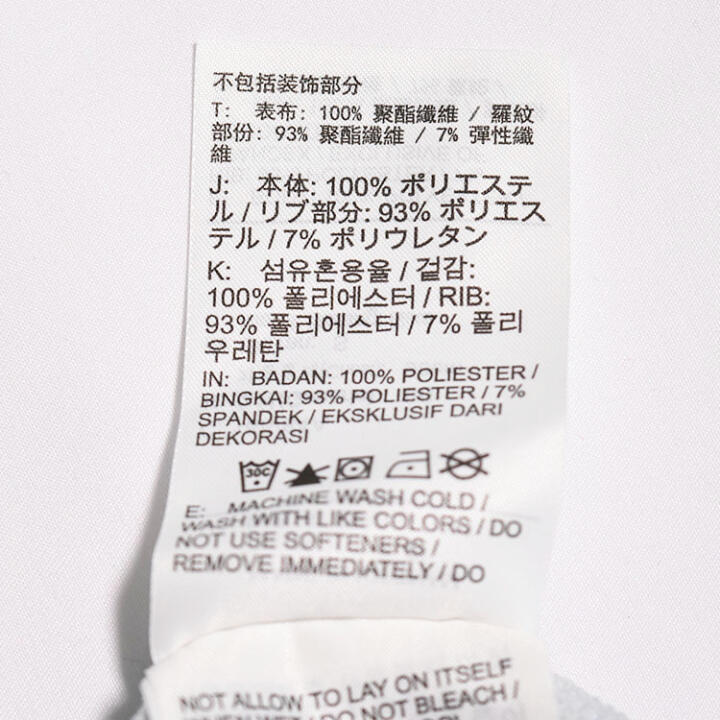 不包括装饰部分
T: 表布: 100% 聚酯纖維 / 羅紋
部份: 93% 聚酯纖維 / 7% 彈性纖
維
J: 本体: 100% ポリエステ
ル / リブ部分: 93% ポリエス
テル / 7% ポリウレタン
K: 섬유혼용율 / 겉감:
100% 폴리에스터 / RIB:
93% 폴리에스터 / 7% 폴리
우레탄
IN: BADAN: 100% POLIESTER /
BINGKAI: 93% POLIESTER / 7%
SPANDEK / EKSKLUSIF DARI
DEKORASI
30C
E: MACHINE WASH COLD /
WASH WITH LIKE COLORS / DO
NOT USE SOFTENERS /
REMOVE IMMEDIATELY / DO
NOT ALLOW TO LAY ON ITSELF
/ DO NOT BLEACH /